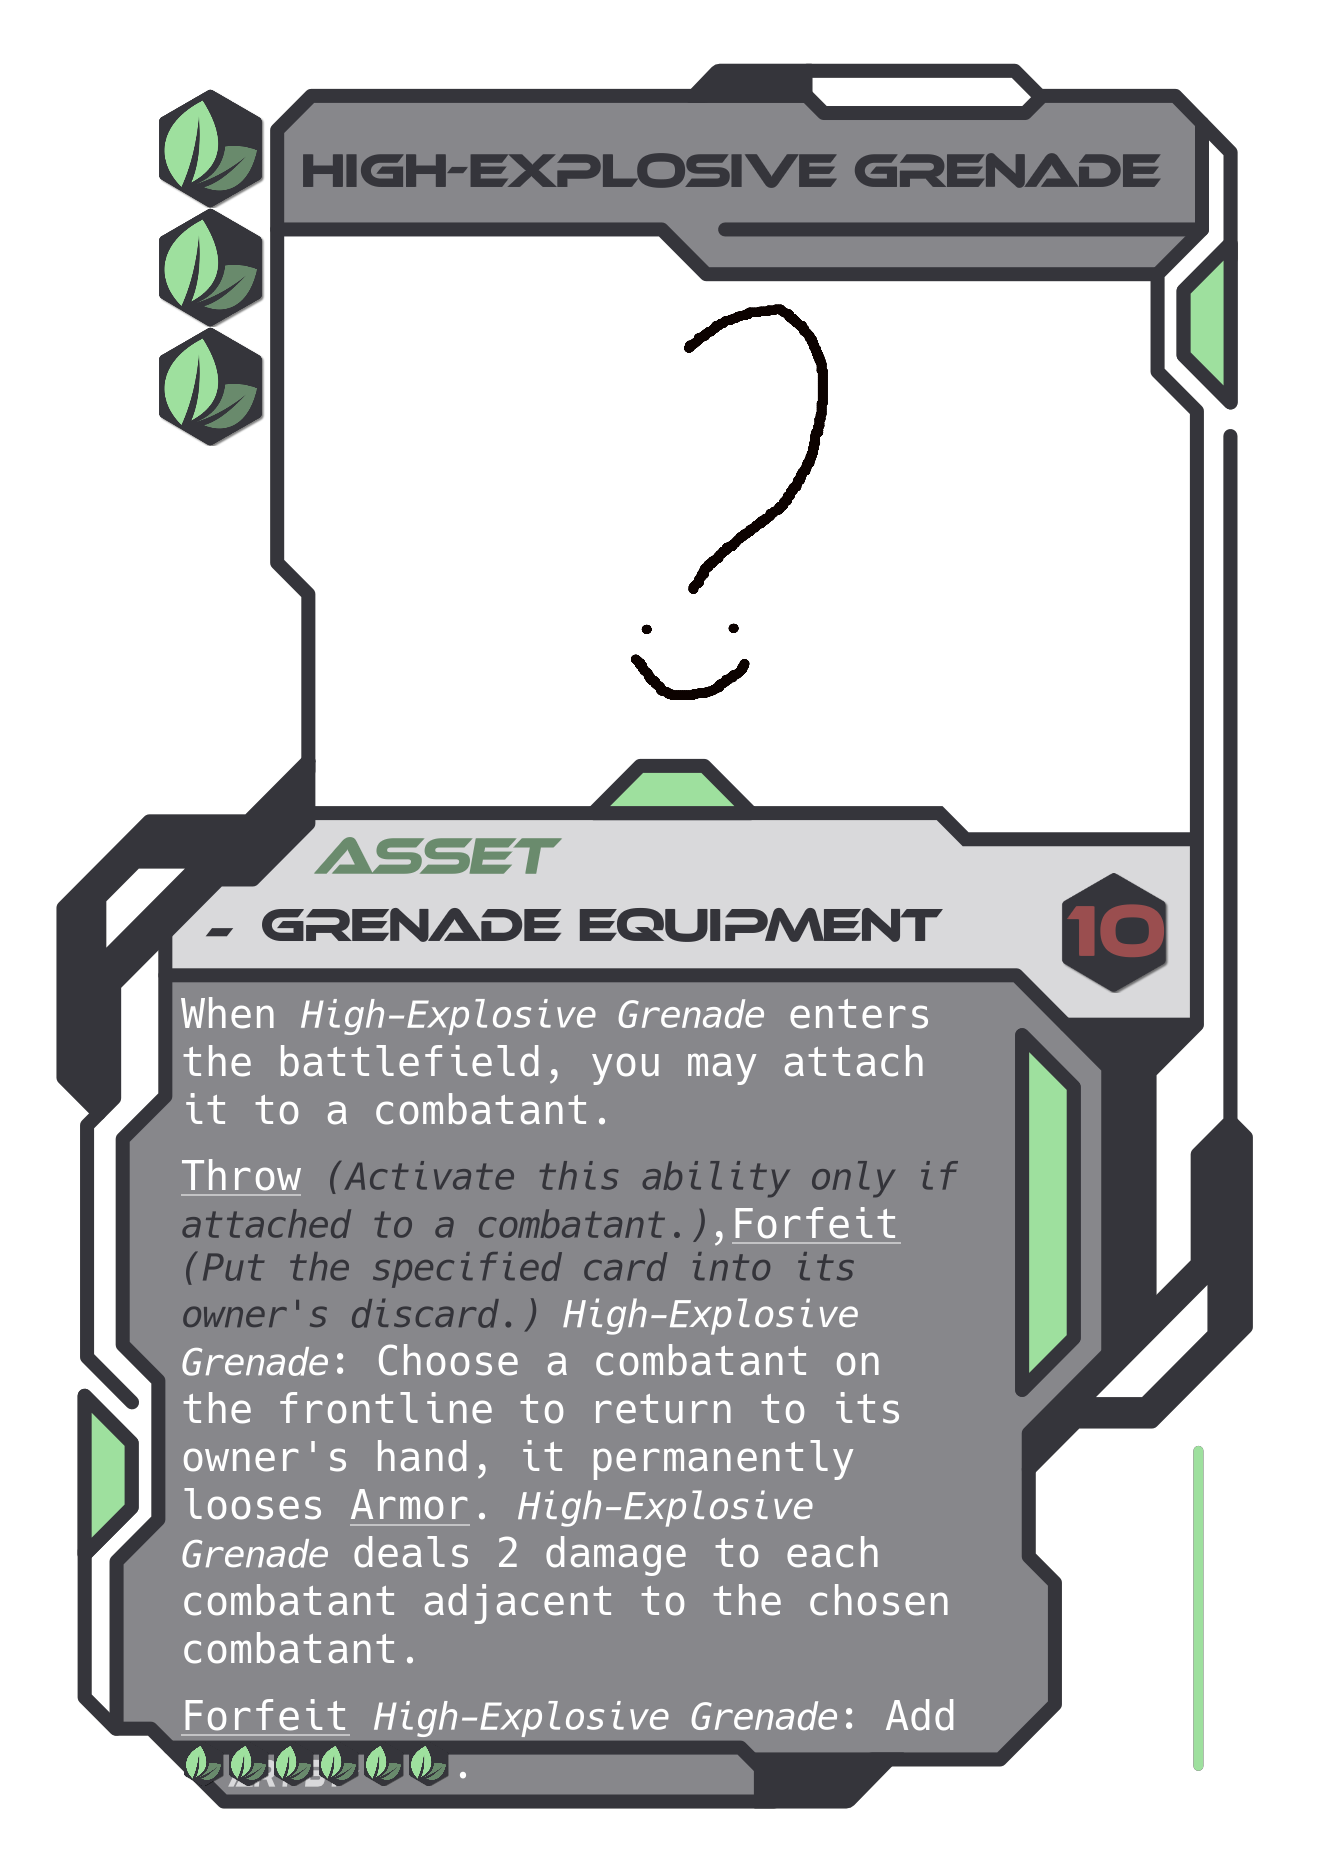 HIGH-EXPLOSIVE GRENADE
ASSET
- GRENADE EQUIPMENT
10
When High-Explosive Grenade enters
the battlefield, you may attach
it to a combatant.
Throw (Activate this ability only if
attached to a combatant.),Forfeit
(Put the specified card into its
owner's discard.) High-Explosive
Grenade: Choose a combatant on
the frontline to return to its
owner's hand, it permanently
looses Armor. High-Explosive
Grenade deals 2 damage to each
combatant adjacent to the chosen
combatant.
Forfeit High-Explosive Grenade: Add
.